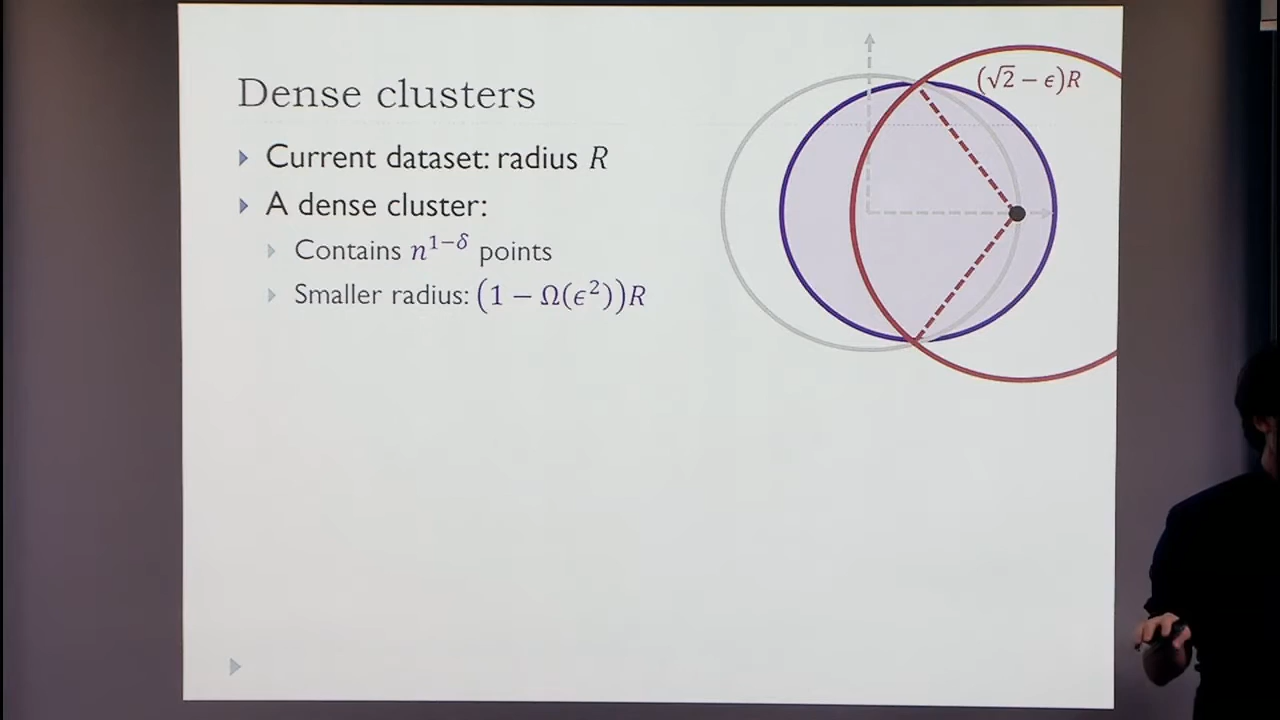 Dense clusters
Current dataset: radius R
A dense cluster:
Contains n^{1−δ} points
Smaller radius: (1 − Ω(ϵ²))R
(√2 − ϵ)R